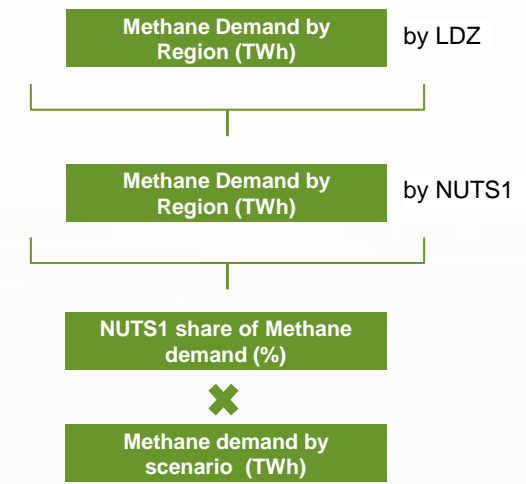 Methane Demand by
Region (TWh)
by LDZ
Methane Demand by
Region (TWh)
by NUTS1
NUTS1 share of Methane
demand (%)
Methane demand by
scenario (TWh)